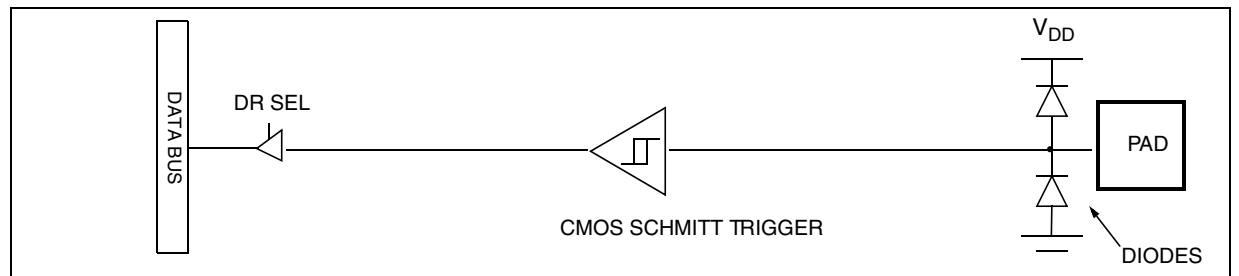 V_DD
DATA BUS
DR SEL
PAD
CMOS SCHMITT TRIGGER
DIODES